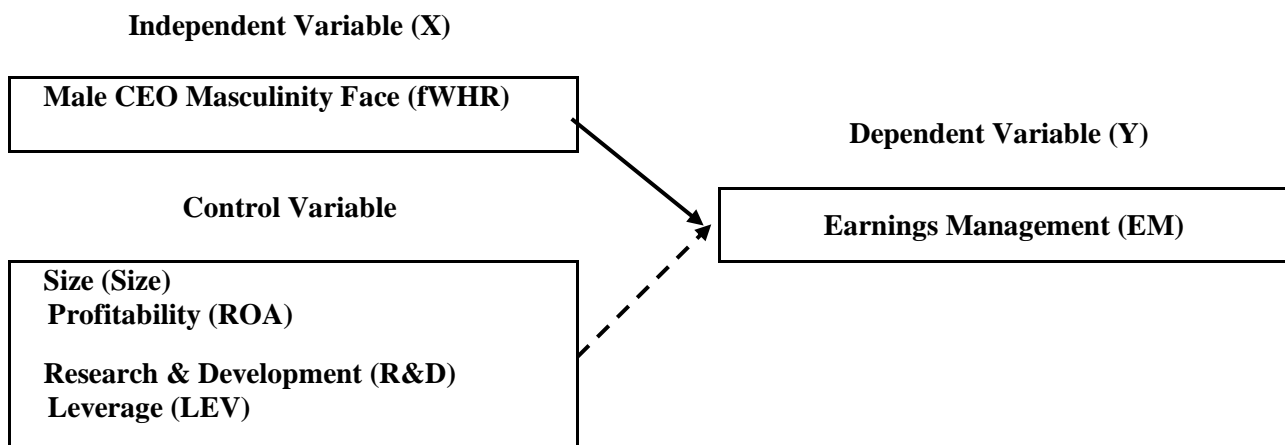 Independent Variable (X)
Male CEO Masculinity Face (fWHR)
Dependent Variable (Y)
Control Variable
Earnings Management (EM)
Size (Size)
Profitability (ROA)
Research & Development (R&D)
Leverage (LEV)